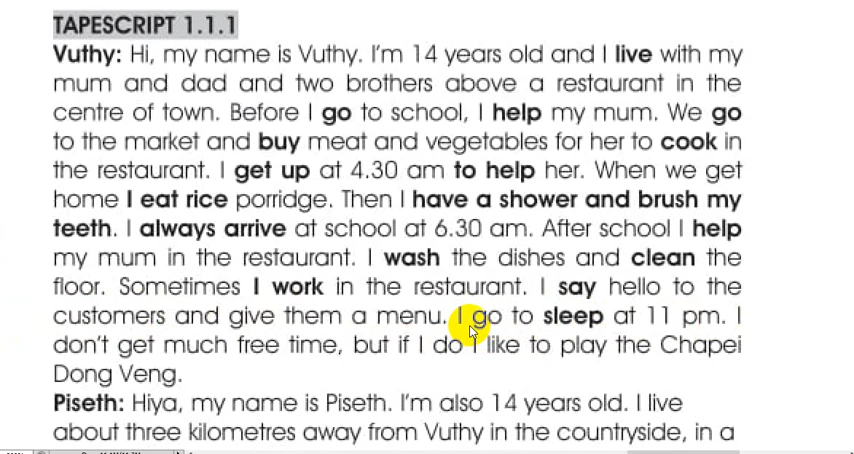 TAPESCRIPT 1.1.1
Vuthy: Hi, my name is Vuthy. I'm 14 years old and I live with my
mum and dad and two brothers above a restaurant in the
centre of town. Before I go to school, I help my mum. We go
to the market and buy meat and vegetables for her to cook in
the restaurant. I get up at 4.30 am to help her. When we get
home I eat rice porridge. Then I have a shower and brush my
teeth. I always arrive at school at 6.30 am. After school I help
my mum in the restaurant. I wash the dishes and clean the
floor. Sometimes I work in the restaurant. I say hello to the
customers and give them a menu. I go to sleep at 11 pm. I
don't get much free time, but if I do I like to play the Chapei
Dong Veng.
Piseth: Hiya, my name is Piseth. I'm also 14 years old. I live
about three kilometres away from Vuthy in the countryside, in a